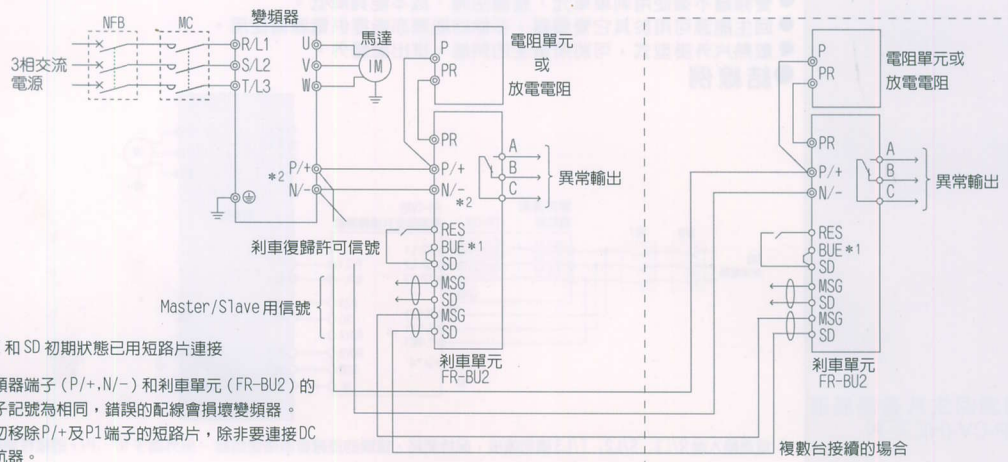 NFB
MC
變頻器
3相交流
電源
R/L1
S/L2
T/L3
U
V
W
馬達
IM
P/+
*2
N/-
P
PR
電阻單元
或
放電電阻
PR
P/+
N/-
*2
A
B
C
異常輸出
剎車復歸許可信號
RES
BUE*1
SD
MSG
SD
MSG
SD
Master/Slave用信號
剎車單元
FR-BU2
P
PR
電阻單元或
放電電阻
PR
P/+
N/-
A
B
C
異常輸出
RES
BUE*1
SD
MSG
SD
MSG
SD
剎車單元
FR-BU2
複數台接續的場合
和SD初期狀態已用短路片連接
頻器端子(P/+,N/-)和剎車單元(FR-BU2)的
子記號為相同,錯誤的配線會損壞變頻器。
勿移除P/+及P1端子的短路片,除非要連接DC
抗器。